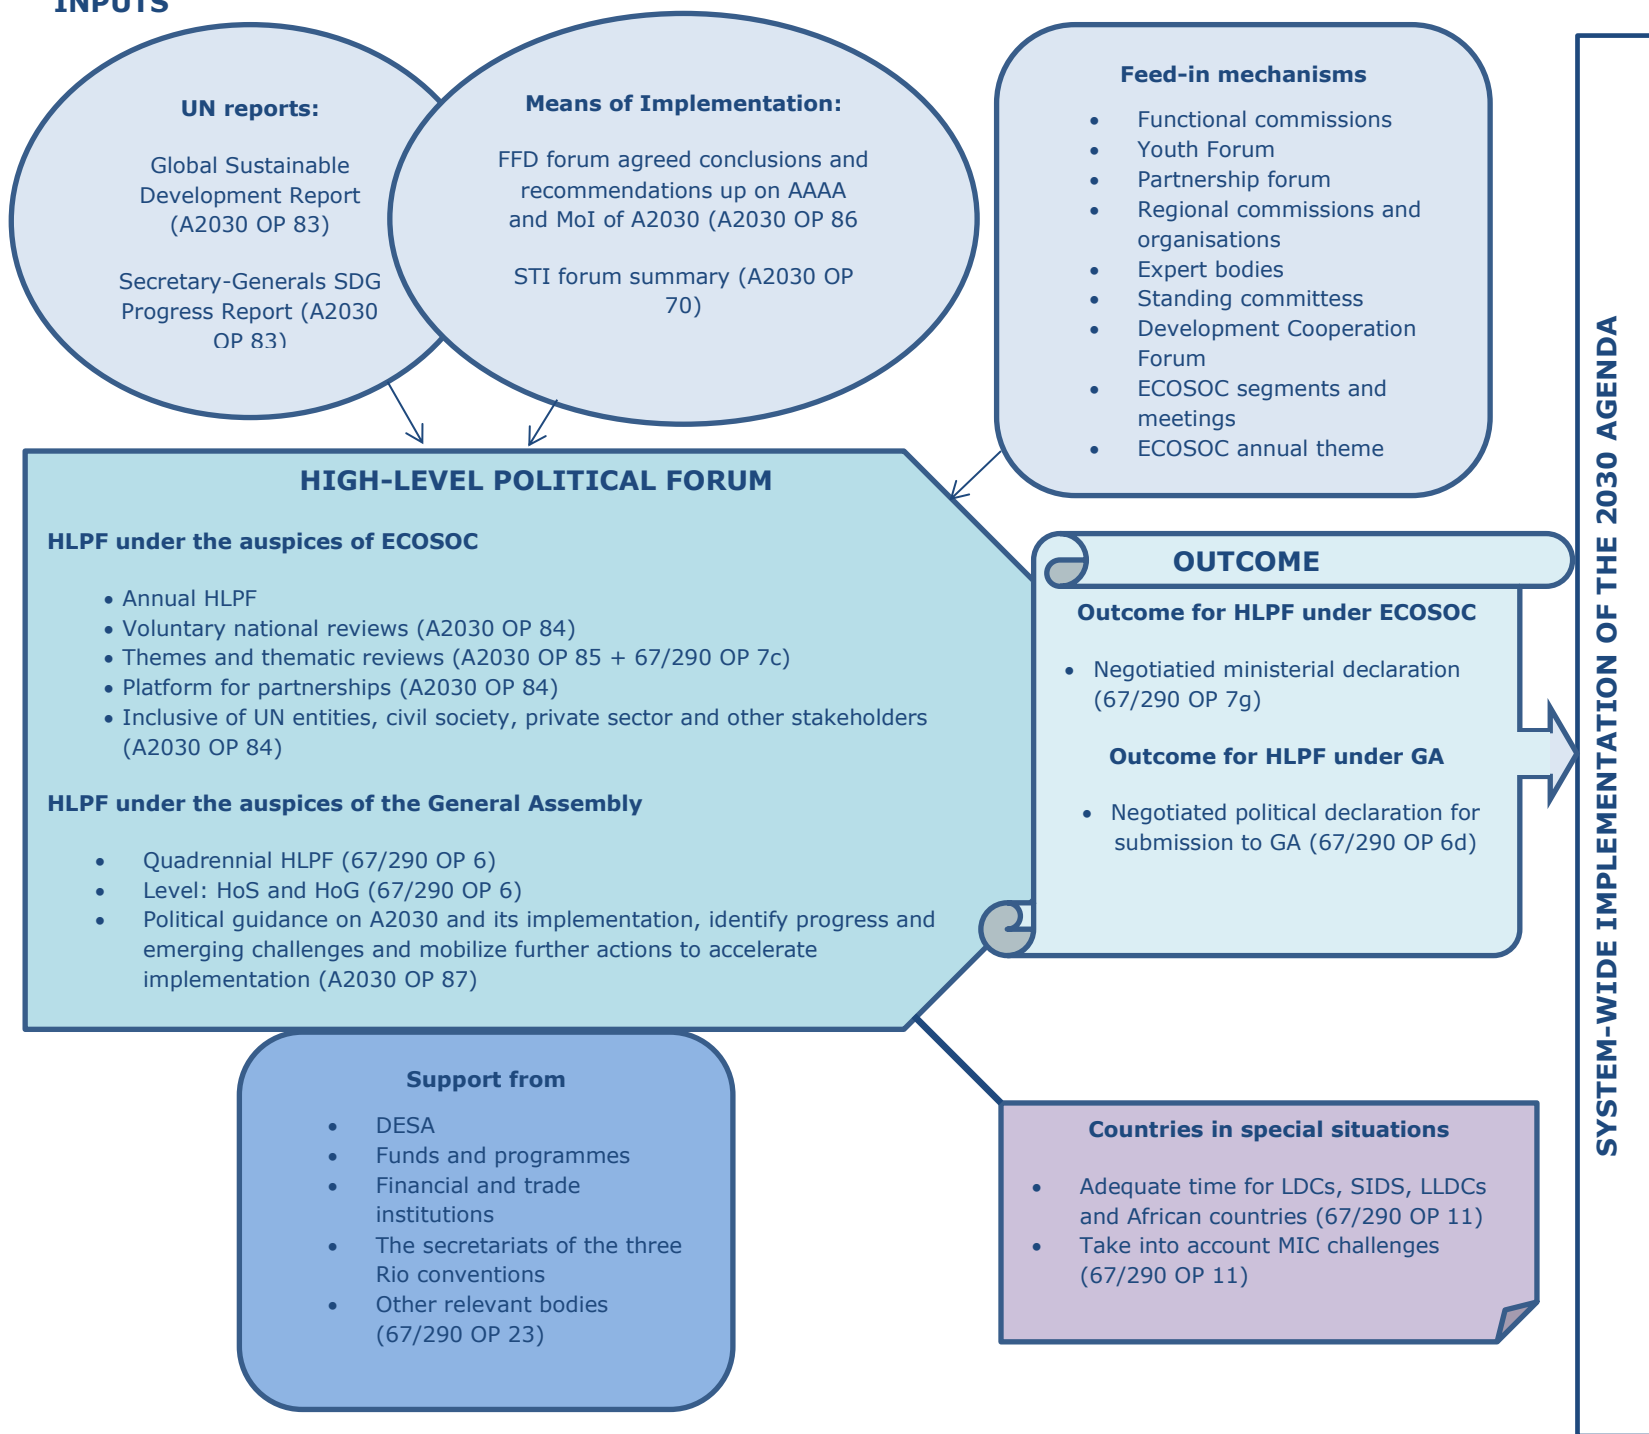 INPUTS
UN reports:
Global Sustainable
Development Report
(A2030 OP 83)
Secretary-Generals SDG
Progress Report (A2030
OP 83)
Means of Implementation:
FFD forum agreed conclusions and
recommendations up on AAAA
and MoI of A2030 (A2030 OP 86
STI forum summary (A2030 OP
70)
Feed-in mechanisms
• Functional commissions
• Youth Forum
• Partnership forum
• Regional commissions and
organisations
• Expert bodies
• Standing committess
• Development Cooperation
Forum
• ECOSOC segments and
meetings
• ECOSOC annual theme
HIGH-LEVEL POLITICAL FORUM
HLPF under the auspices of ECOSOC
• Annual HLPF
• Voluntary national reviews (A2030 OP 84)
• Themes and thematic reviews (A2030 OP 85 + 67/290 OP 7c)
• Platform for partnerships (A2030 OP 84)
• Inclusive of UN entities, civil society, private sector and other stakeholders
(A2030 OP 84)
HLPF under the auspices of the General Assembly
• Quadrennial HLPF (67/290 OP 6)
• Level: HoS and HoG (67/290 OP 6)
• Political guidance on A2030 and its implementation, identify progress and
emerging challenges and mobilize further actions to accelerate
implementation (A2030 OP 87)
OUTCOME
Outcome for HLPF under ECOSOC
• Negotiatied ministerial declaration
(67/290 OP 7g)
Outcome for HLPF under GA
• Negotiated political declaration for
submission to GA (67/290 OP 6d)
Support from
• DESA
• Funds and programmes
• Financial and trade
institutions
• The secretariats of the three
Rio conventions
• Other relevant bodies
(67/290 OP 23)
Countries in special situations
• Adequate time for LDCs, SIDS, LLDCs
and African countries (67/290 OP 11)
• Take into account MIC challenges
(67/290 OP 11)
SYSTEM-WIDE IMPLEMENTATION OF THE 2030 AGENDA